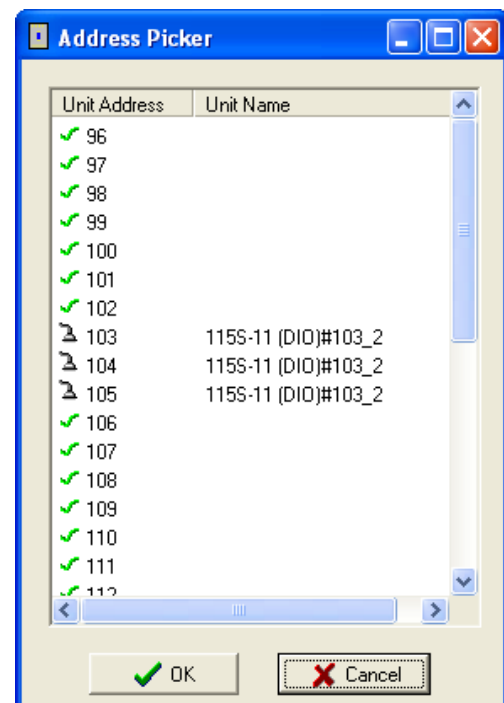 Address Picker
Unit Address Unit Name
96
97
98
99
100
101
102
103 115S-11 (DIO)#103_2
104 115S-11 (DIO)#103_2
105 115S-11 (DIO)#103_2
106
107
108
109
110
111
112
OK Cancel